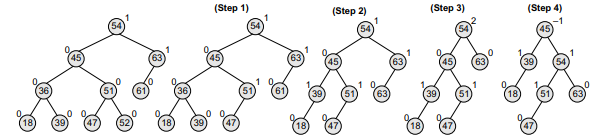 54 1
0 45 63 1
0 36 51 0 61 0
0 18 39 0 0 47 52 0
(Step 1)
54 1
0 45 63 1
0 36 51 1 0 61
0 18 39 0 0 47
(Step 2)
54 1
0 45 63 1
1 39 51 1 0 63
0 18 0 47
(Step 3)
54 2
0 45 63 0
1 39 51 1
0 18 0 47
(Step 4)
45 −1
1 39 54 1
0 18 1 51 63 0
0 47